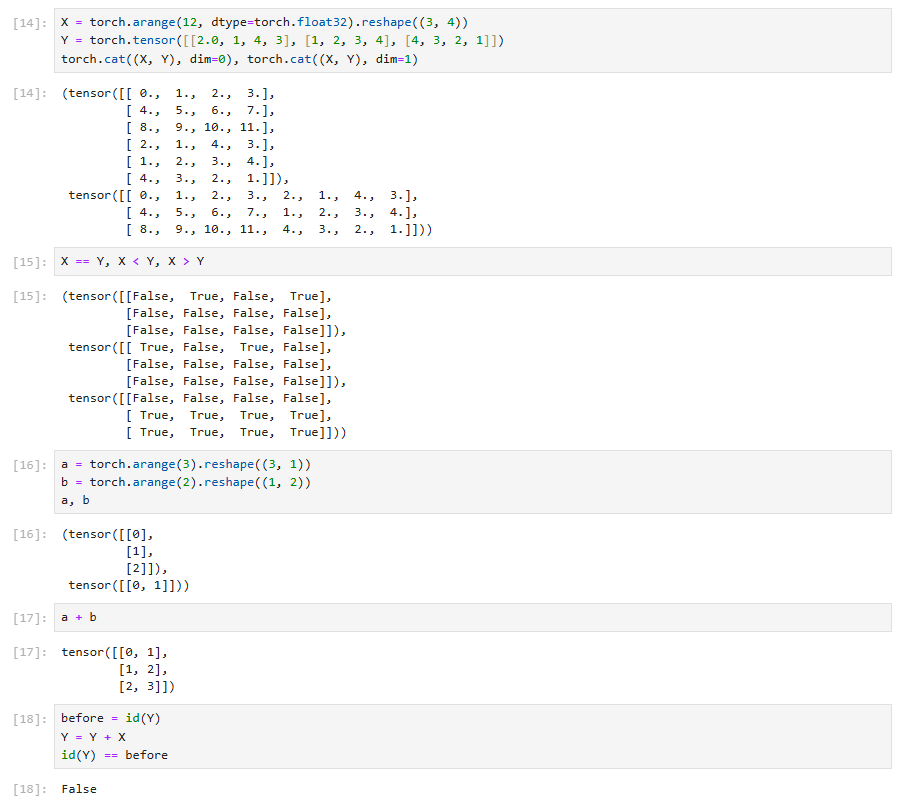 [14]: X = torch.arange(12, dtype=torch.float32).reshape((3, 4))
Y = torch.tensor([[2.0, 1, 4, 3], [1, 2, 3, 4], [4, 3, 2, 1]])
torch.cat((X, Y), dim=0), torch.cat((X, Y), dim=1)
[14]: (tensor([[ 0.,  1.,  2.,  3.],
         [ 4.,  5.,  6.,  7.],
         [ 8.,  9., 10., 11.],
         [ 2.,  1.,  4.,  3.],
         [ 1.,  2.,  3.,  4.],
         [ 4.,  3.,  2.,  1.]]),
 tensor([[ 0.,  1.,  2.,  3.,  2.,  1.,  4.,  3.],
         [ 4.,  5.,  6.,  7.,  1.,  2.,  3.,  4.],
         [ 8.,  9., 10., 11.,  4.,  3.,  2.,  1.]]))
[15]: X == Y, X < Y, X > Y
[15]: (tensor([[False,  True, False,  True],
         [False, False, False, False],
         [False, False, False, False]]),
 tensor([[ True, False,  True, False],
         [False, False, False, False],
         [False, False, False, False]]),
 tensor([[False, False, False, False],
         [ True,  True,  True,  True],
         [ True,  True,  True,  True]]))
[16]: a = torch.arange(3).reshape((3, 1))
b = torch.arange(2).reshape((1, 2))
a, b
[16]: (tensor([[0],
         [1],
         [2]]),
 tensor([[0, 1]]))
[17]: a + b
[17]: tensor([[0, 1],
        [1, 2],
        [2, 3]])
[18]: before = id(Y)
Y = Y + X
id(Y) == before
[18]: False